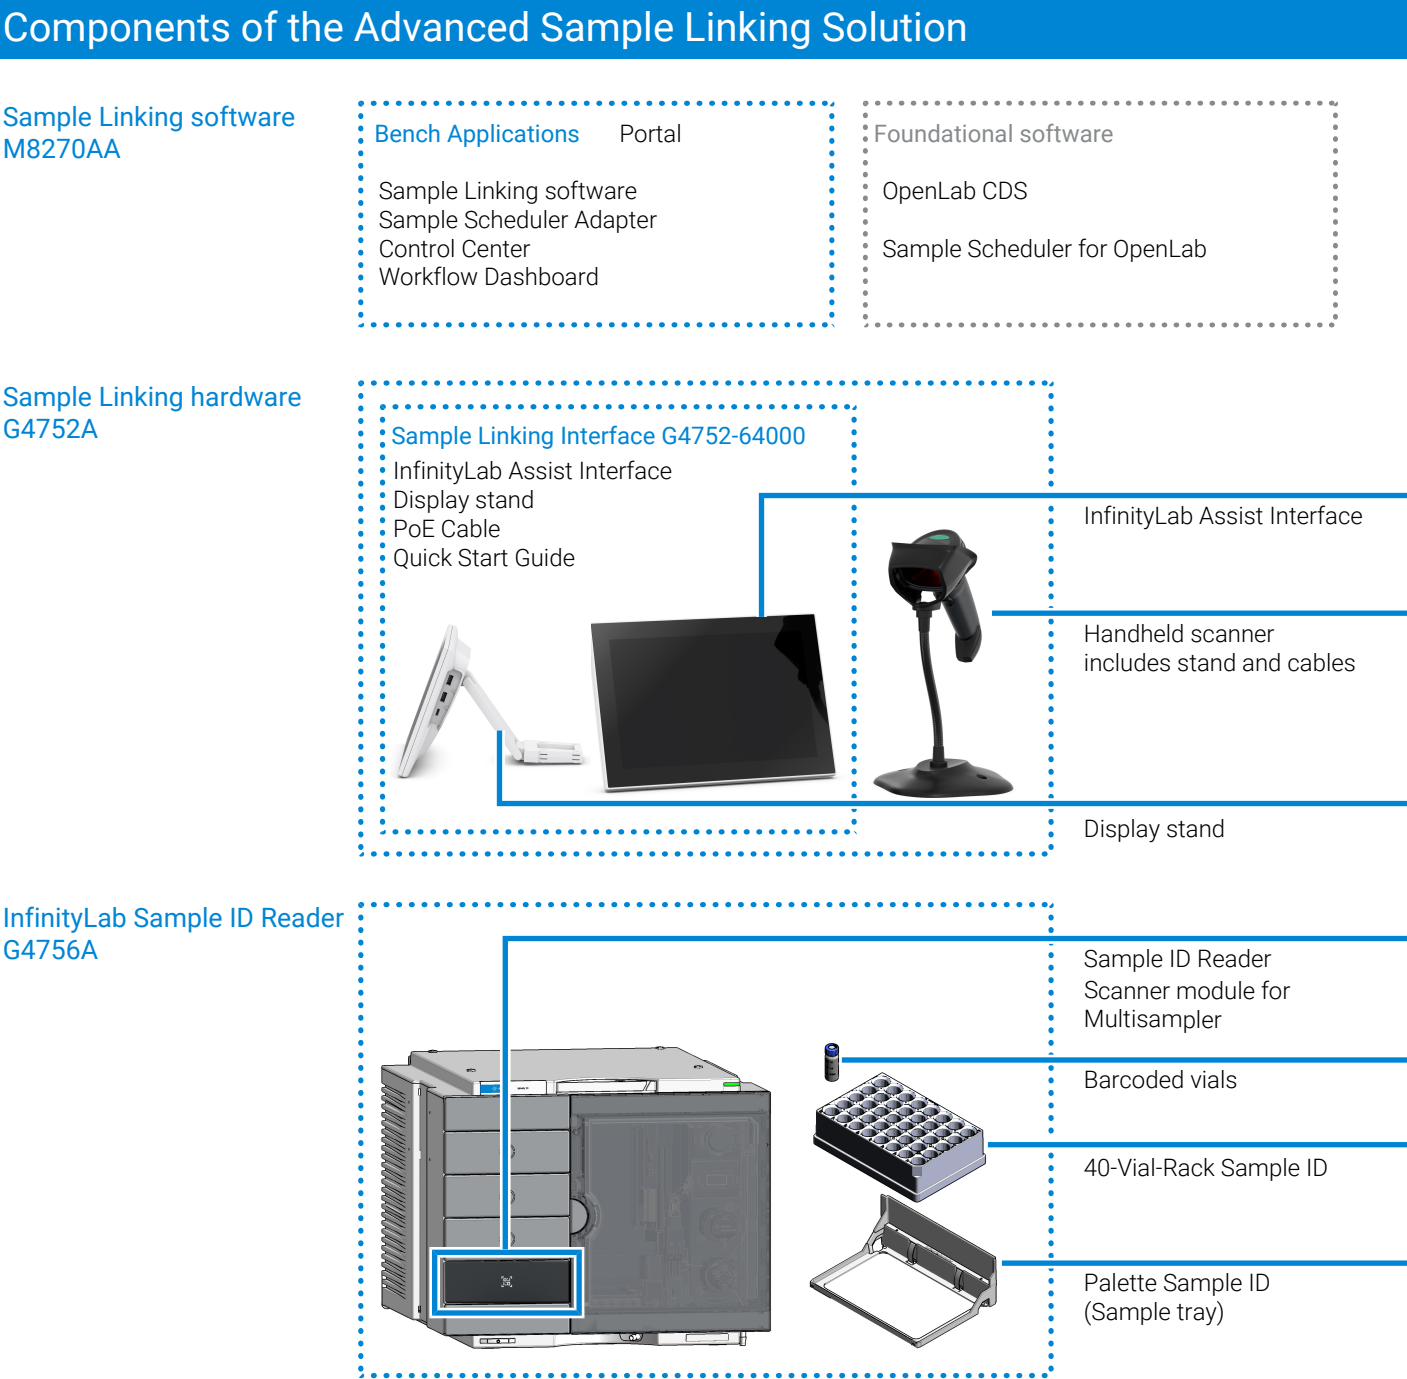 Components of the Advanced Sample Linking Solution
Sample Linking software
M8270AA
Bench Applications Portal
Sample Linking software
Sample Scheduler Adapter
Control Center
Workflow Dashboard
Foundational software
OpenLab CDS
Sample Scheduler for OpenLab
Sample Linking hardware
G4752A
Sample Linking Interface G4752-64000
InfinityLab Assist Interface
Display stand
PoE Cable
Quick Start Guide
InfinityLab Assist Interface
Handheld scanner
includes stand and cables
Display stand
InfinityLab Sample ID Reader
G4756A
Sample ID Reader
Scanner module for
Multisampler
Barcoded vials
40-Vial-Rack Sample ID
Palette Sample ID
(Sample tray)